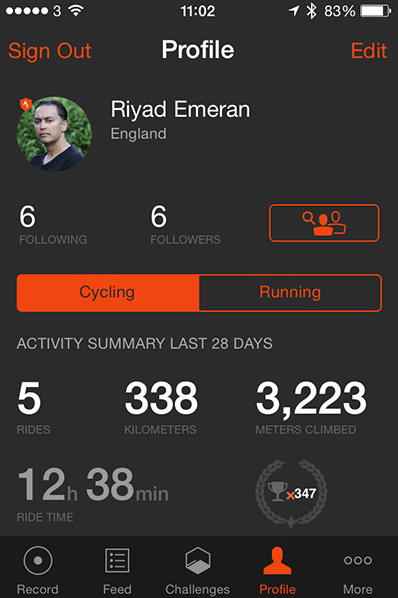 3 11:02 83%
Sign Out Profile Edit
Riyad Emeran
England
6 6
FOLLOWING FOLLOWERS
Cycling Running
ACTIVITY SUMMARY LAST 28 DAYS
5 338 3,223
RIDES KILOMETERS METERS CLIMBED
12h 38min x347
RIDE TIME
Record Feed Challenges Profile More